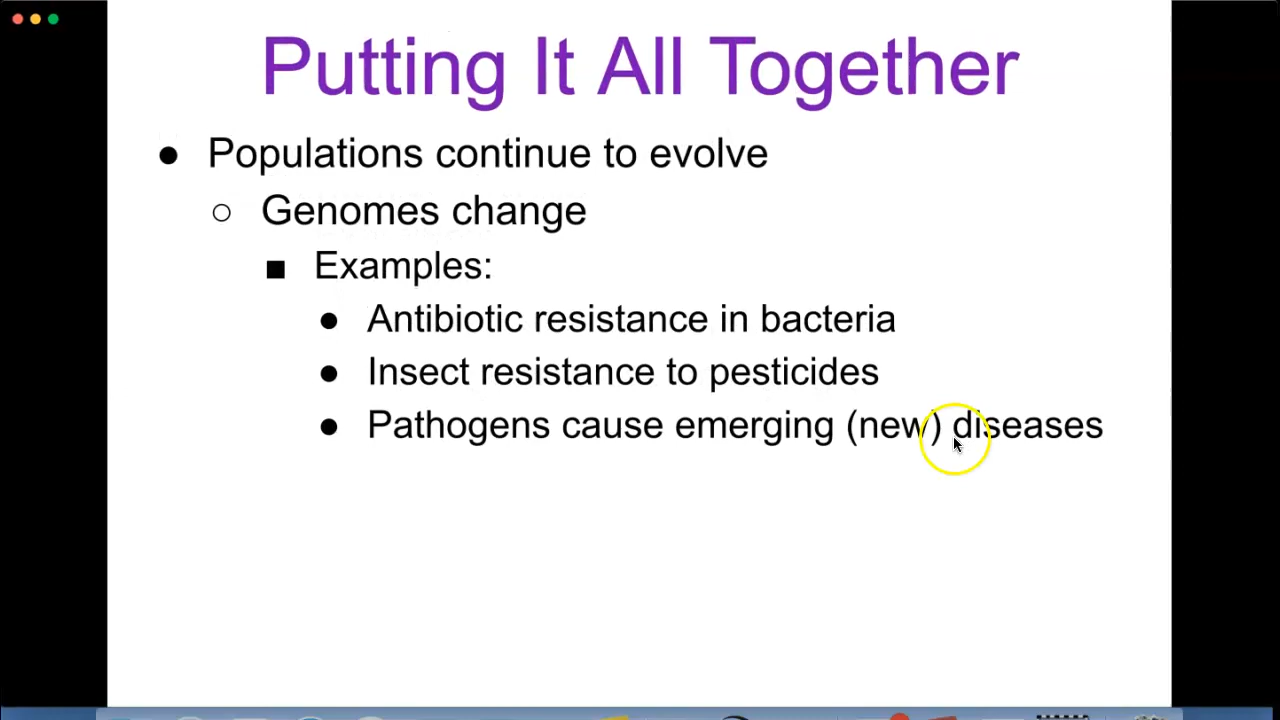 Putting It All Together
● Populations continue to evolve
○ Genomes change
■ Examples:
● Antibiotic resistance in bacteria
● Insect resistance to pesticides
● Pathogens cause emerging (new) diseases